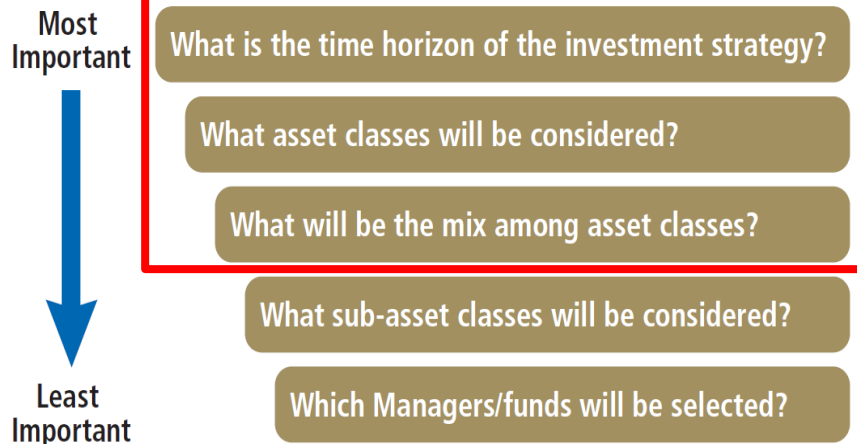 Most
Important
What is the time horizon of the investment strategy?
What asset classes will be considered?
What will be the mix among asset classes?
What sub-asset classes will be considered?
Least
Important
Which Managers/funds will be selected?